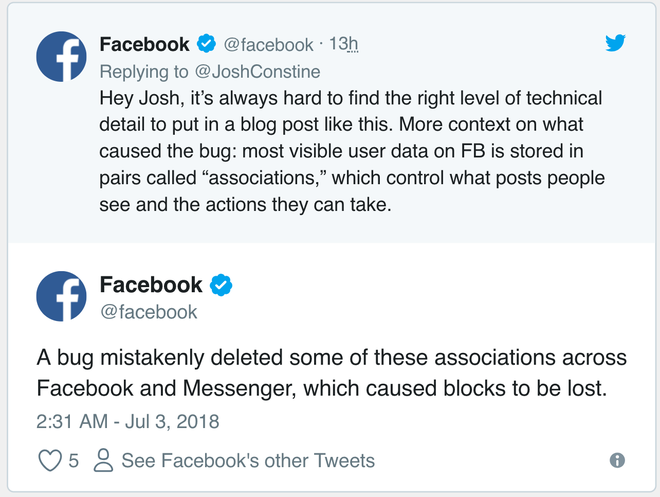 Facebook @facebook · 13h
Replying to @JoshConstine
Hey Josh, it’s always hard to find the right level of technical
detail to put in a blog post like this. More context on what
caused the bug: most visible user data on FB is stored in
pairs called “associations,” which control what posts people
see and the actions they can take.
Facebook
@facebook
A bug mistakenly deleted some of these associations across
Facebook and Messenger, which caused blocks to be lost.
2:31 AM - Jul 3, 2018
5 See Facebook's other Tweets